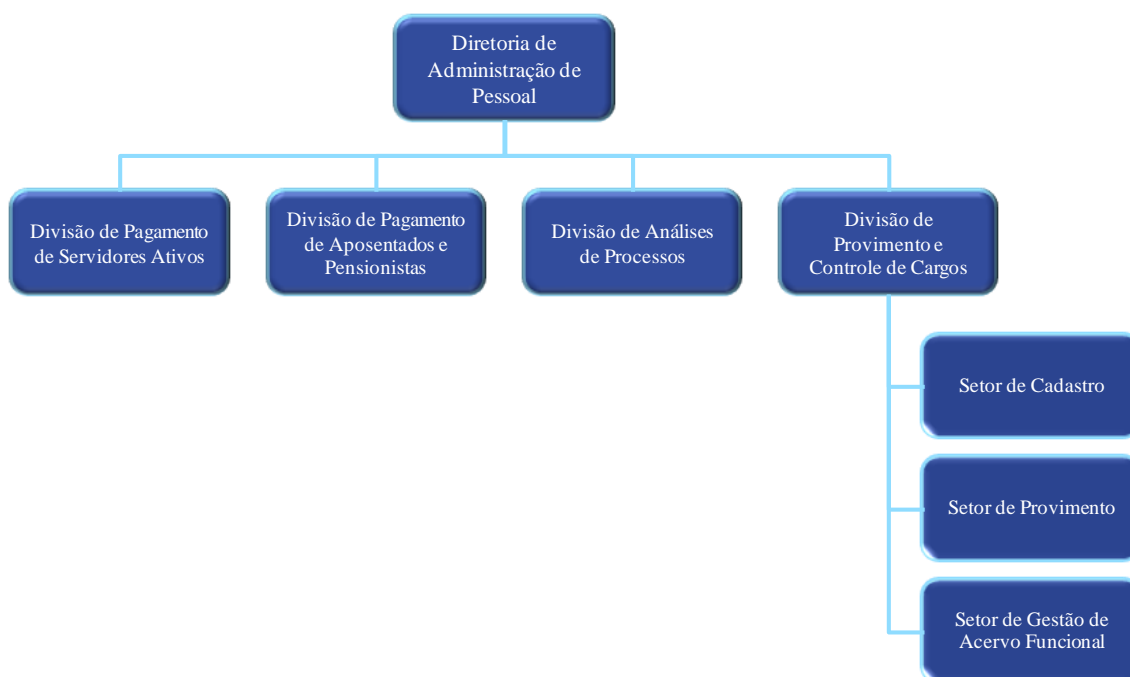 Diretoria de
Administração de
Pessoal
Divisão de Pagamento
de Servidores Ativos
Divisão de Pagamento
de Aposentados e
Pensionistas
Divisão de Análises
de Processos
Divisão de
Provimento e
Controle de Cargos
Setor de Cadastro
Setor de Provimento
Setor de Gestão de
Acervo Funcional